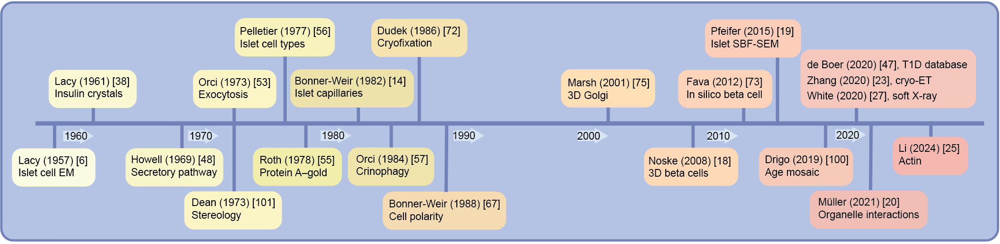 Pelletier (1977) [56]
Islet cell types
Dudek (1986) [72]
Cryofixation
Pfeifer (2015) [19]
Islet SBF-SEM
Lacy (1961) [38]
Insulin crystals
Orci (1973) [53]
Exocytosis
Bonner-Weir (1982) [14]
Islet capillaries
Marsh (2001) [75]
3D Golgi
Fava (2012) [73]
In silico beta cell
de Boer (2020) [47], T1D database
Zhang (2020) [23], cryo-ET
White (2020) [27], soft X-ray
1960
1970
1980
1990
2000
2010
2020
Lacy (1957) [6]
Islet cell EM
Howell (1969) [48]
Secretory pathway
Roth (1978) [55]
Protein A–gold
Orci (1984) [57]
Crinophagy
Noske (2008) [18]
3D beta cells
Drigo (2019) [100]
Age mosaic
Li (2024) [25]
Actin
Dean (1973) [101]
Stereology
Bonner-Weir (1988) [67]
Cell polarity
Müller (2021) [20]
Organelle interactions